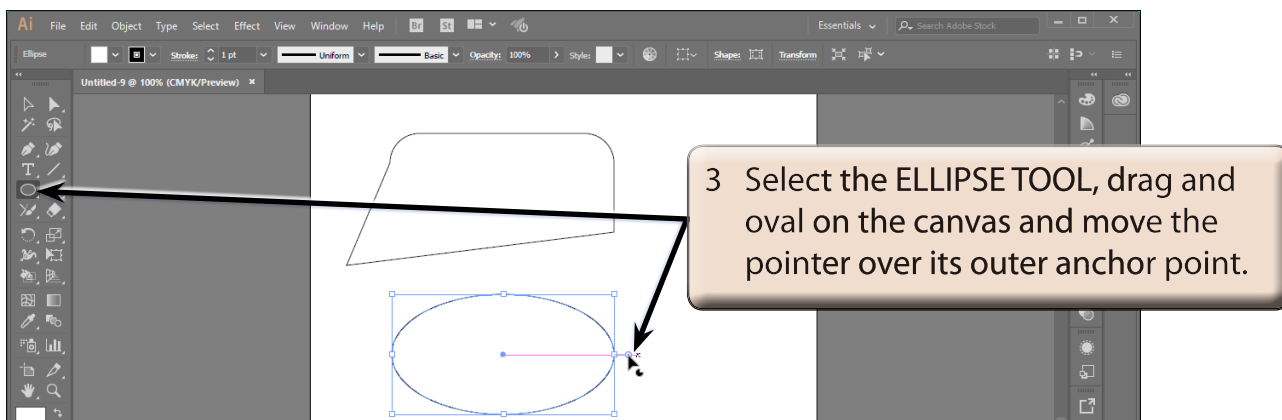 Ai File Edit Object Type Select Effect View Window Help Br St Essentials Search Adobe Stock
Ellipse Stroke: 1 pt Uniform Basic Opacity: 100% Style: Shape: Transform
Untitled-9 @ 100% (CMYK/Preview) ×
3 Select the ELLIPSE TOOL, drag and
oval on the canvas and move the
pointer over its outer anchor point.